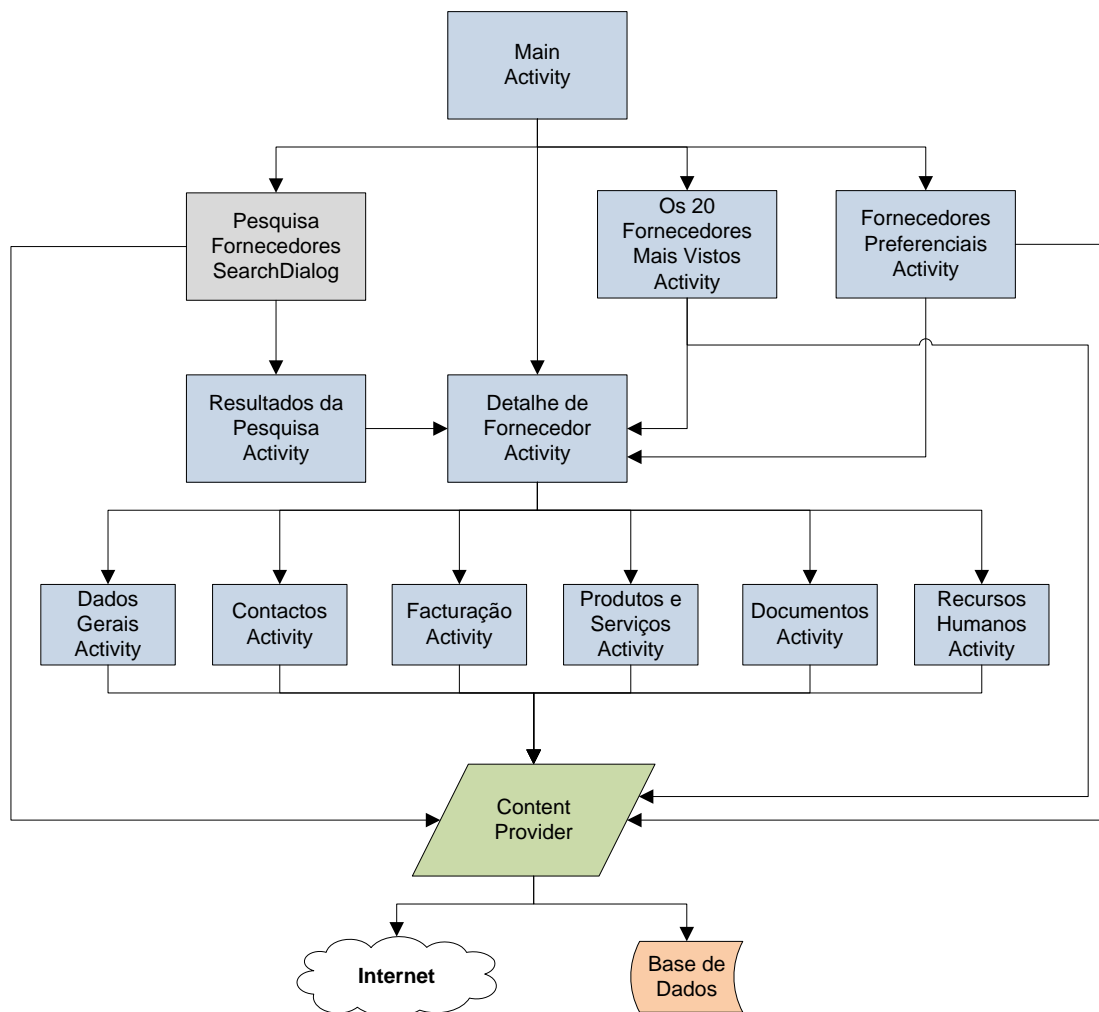 Main
Activity
Pesquisa
Fornecedores
SearchDialog
Os 20
Fornecedores
Mais Vistos
Activity
Fornecedores
Preferenciais
Activity
Resultados da
Pesquisa
Activity
Detalhe de
Fornecedor
Activity
Dados
Gerais
Activity
Contactos
Activity
Facturação
Activity
Produtos e
Serviços
Activity
Documentos
Activity
Recursos
Humanos
Activity
Content
Provider
Internet
Base de
Dados